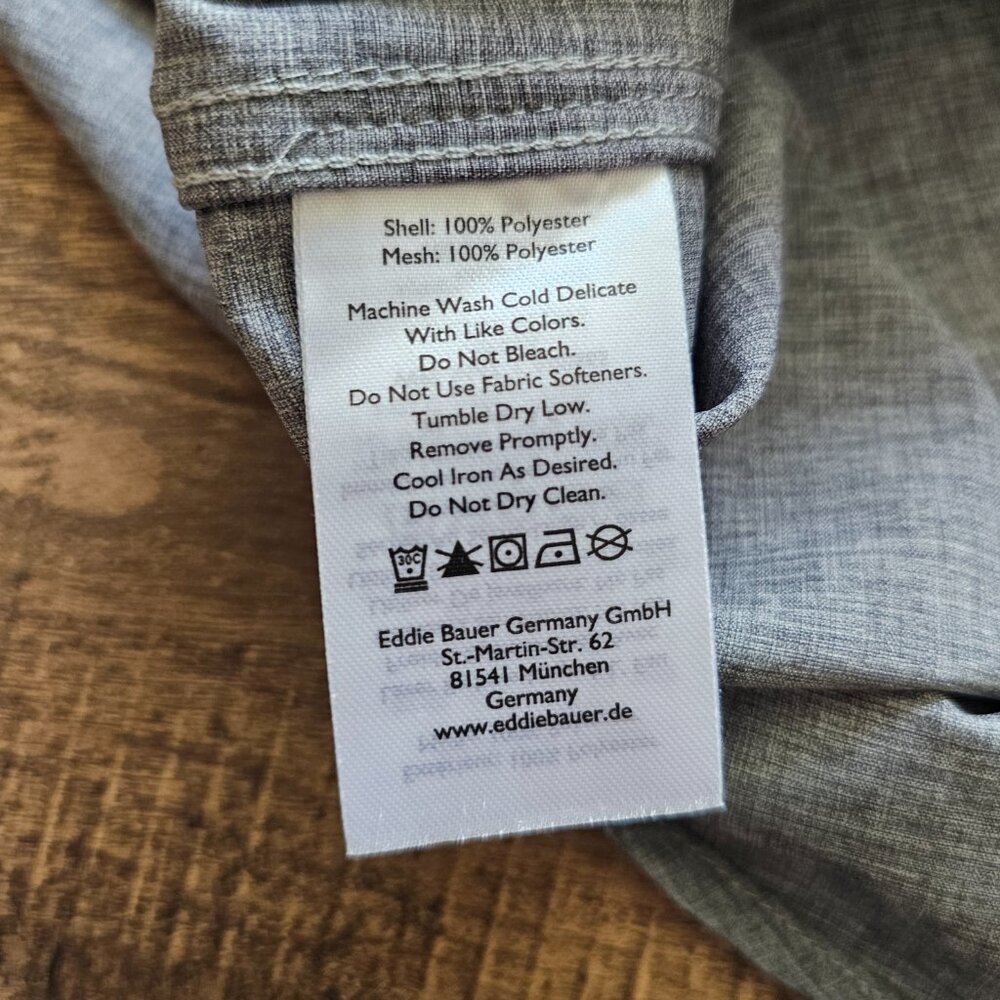 Shell: 100% Polyester
Mesh: 100% Polyester
Machine Wash Cold Delicate
With Like Colors.
Do Not Bleach.
Do Not Use Fabric Softeners.
Tumble Dry Low.
Remove Promptly.
Cool Iron As Desired.
Do Not Dry Clean.
30C
Eddie Bauer Germany GmbH
St.-Martin-Str. 62
81541 München
Germany
www.eddiebauer.de